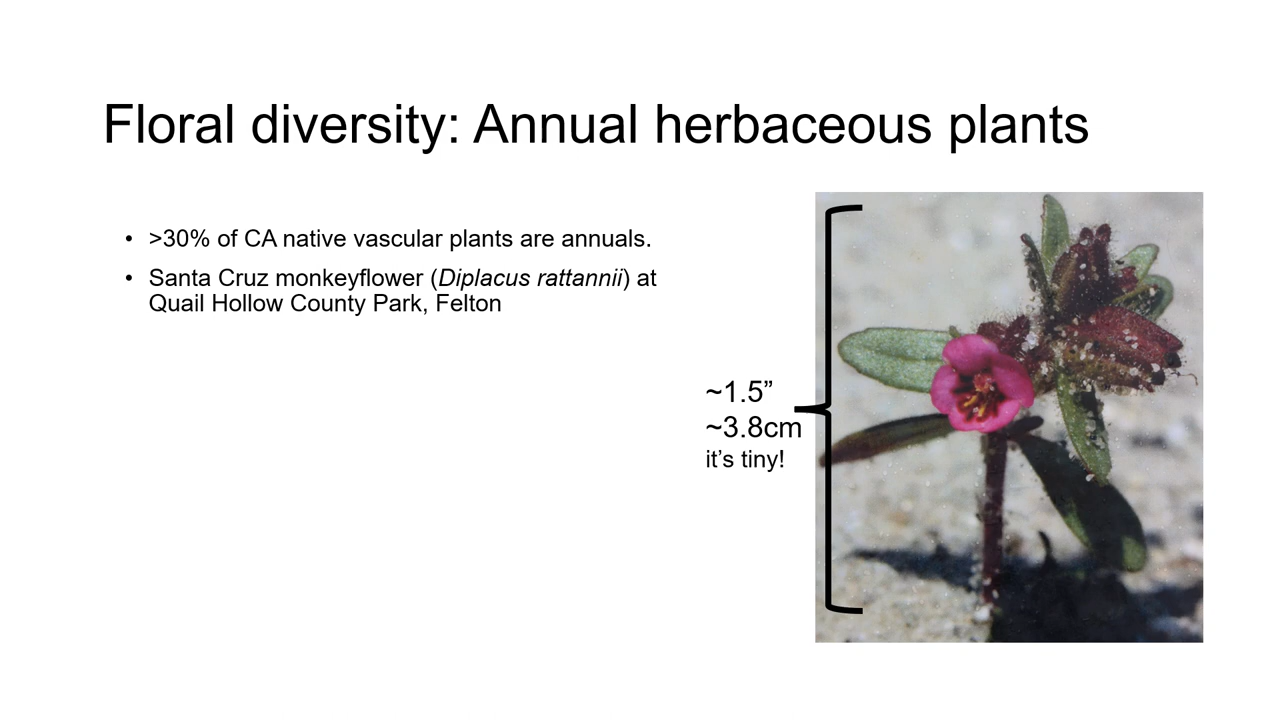 Floral diversity: Annual herbaceous plants
• >30% of CA native vascular plants are annuals.
• Santa Cruz monkeyflower (Diplacus rattannii) at
Quail Hollow County Park, Felton
~1.5”
~3.8cm
it’s tiny!